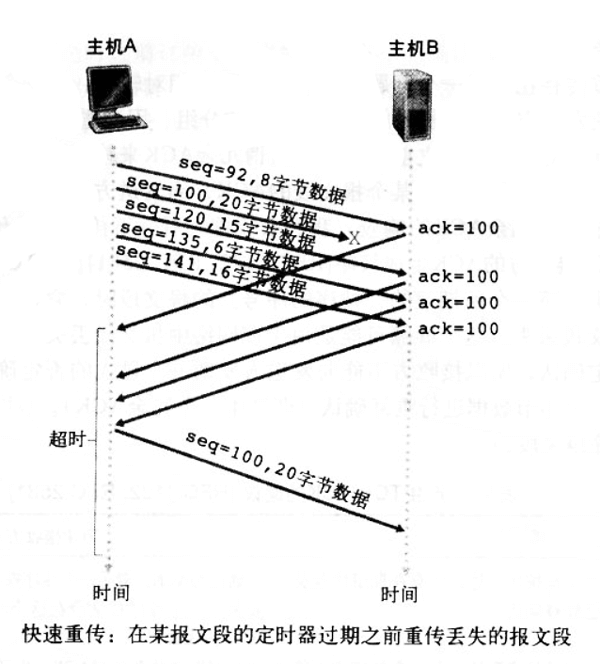 主机A
主机B
seq=92,8字节数据
seq=100,20字节数据
seq=120,15字节数据
seq=135,6字节数据
seq=141,16字节数据
X
ack=100
ack=100
ack=100
ack=100
超时
seq=100,20字节数据
时间
时间
快速重传：在某报文段的定时器过期之前重传丢失的报文段